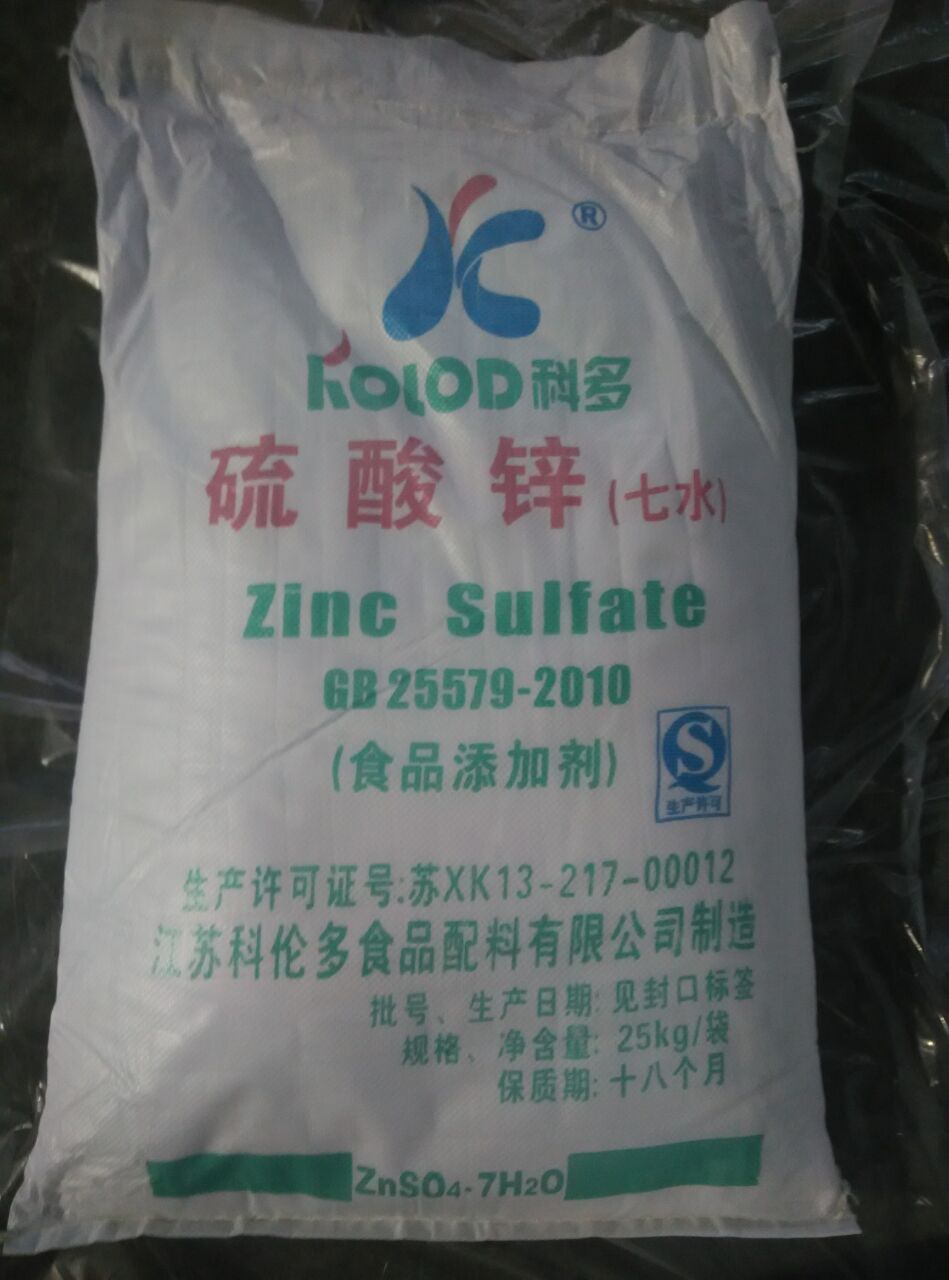 ®
KOLOD科多
硫酸锌(七水)
Zinc Sulfate
GB 25579-2010
(食品添加剂)
QS
生产许可
生产许可证号:苏XK13-217-00012
江苏科伦多食品配料有限公司制造
批号、生产日期: 见封口标签
规格、净含量: 25kg/袋
保质期: 十八个月
ZnSO4·7H2O